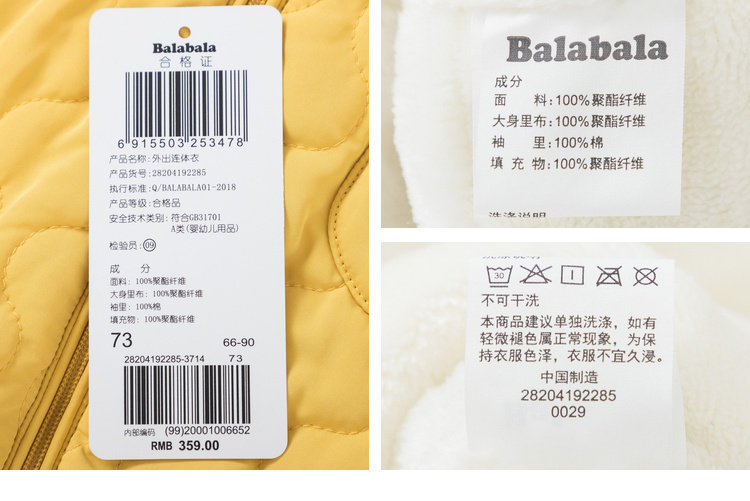 Balabala
合格证
6 915503 253478
产品名称: 外出连体衣
产品货号: 28204192285
执行标准: Q/BALABALA01-2018
产品等级: 合格品
安全技术类别: 符合GB31701
A类(婴幼儿用品)
检验员: 09
成 分
面料: 100%聚酯纤维
大身里布: 100%聚酯纤维
袖里: 100%棉
填充物: 100%聚酯纤维
73 66-90
28204192285-3714 73
内部编码 (99)20001006652
RMB 359.00
Balabala
成分
面 料:100%聚酯纤维
大身里布:100%聚酯纤维
袖 里:100%棉
填 充 物:100%聚酯纤维
洗涤说明
洗涤说明
30
不可干洗
本商品建议单独洗涤，如有
轻微褪色属正常现象，为保
持衣服色泽，衣服不宜久浸。
中国制造
28204192285
0029